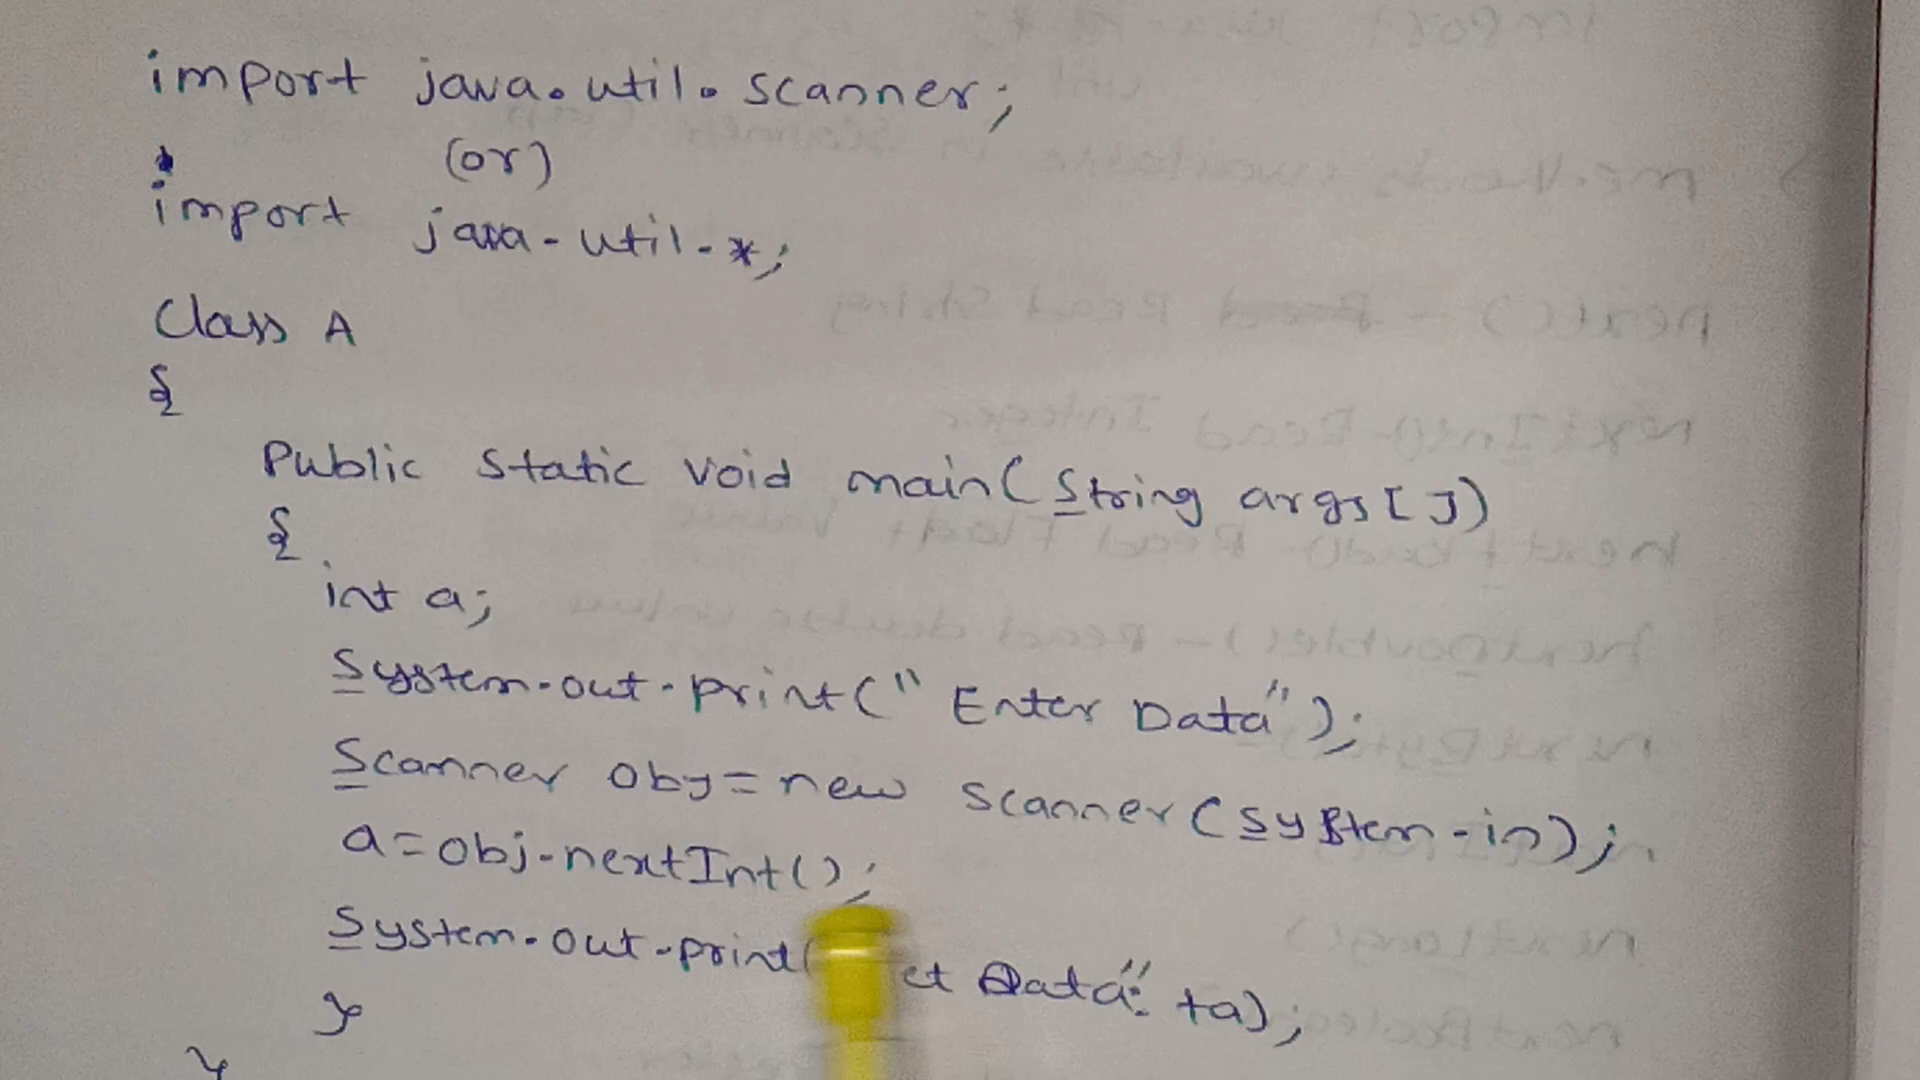 import java.util.scanner;
(or)
import java.util.*;
Class A
{
Public static void main(String args[])
{
int a;
System.out.print("Enter Data");
Scanner obj=new scanner(System.in);
a=obj.nextInt();
System.out.print( et Data:" +a);
}
}